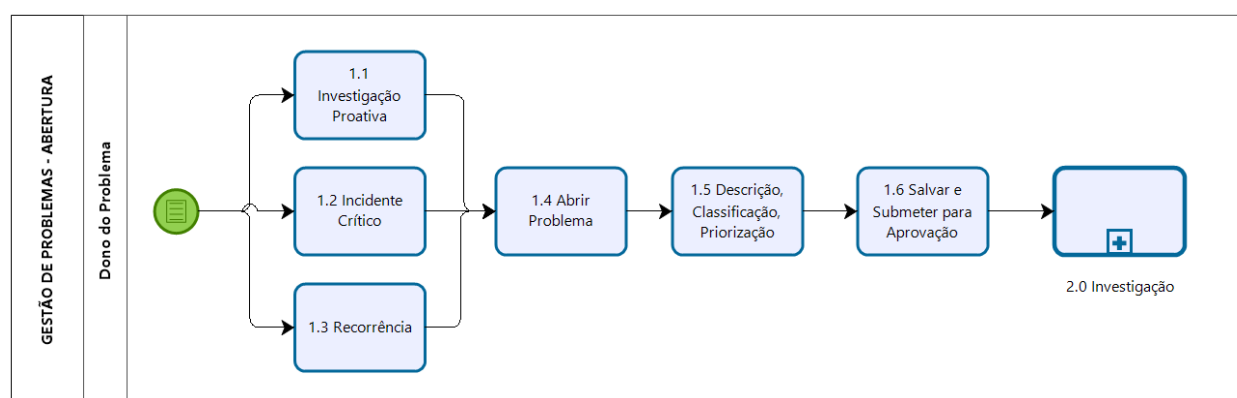 GESTÃO DE PROBLEMAS - ABERTURA
Dono do Problema
1.1
Investigação
Proativa
1.2 Incidente
Crítico
1.3 Recorrência
1.4 Abrir
Problema
1.5 Descrição,
Classificação,
Priorização
1.6 Salvar e
Submeter para
Aprovação
2.0 Investigação